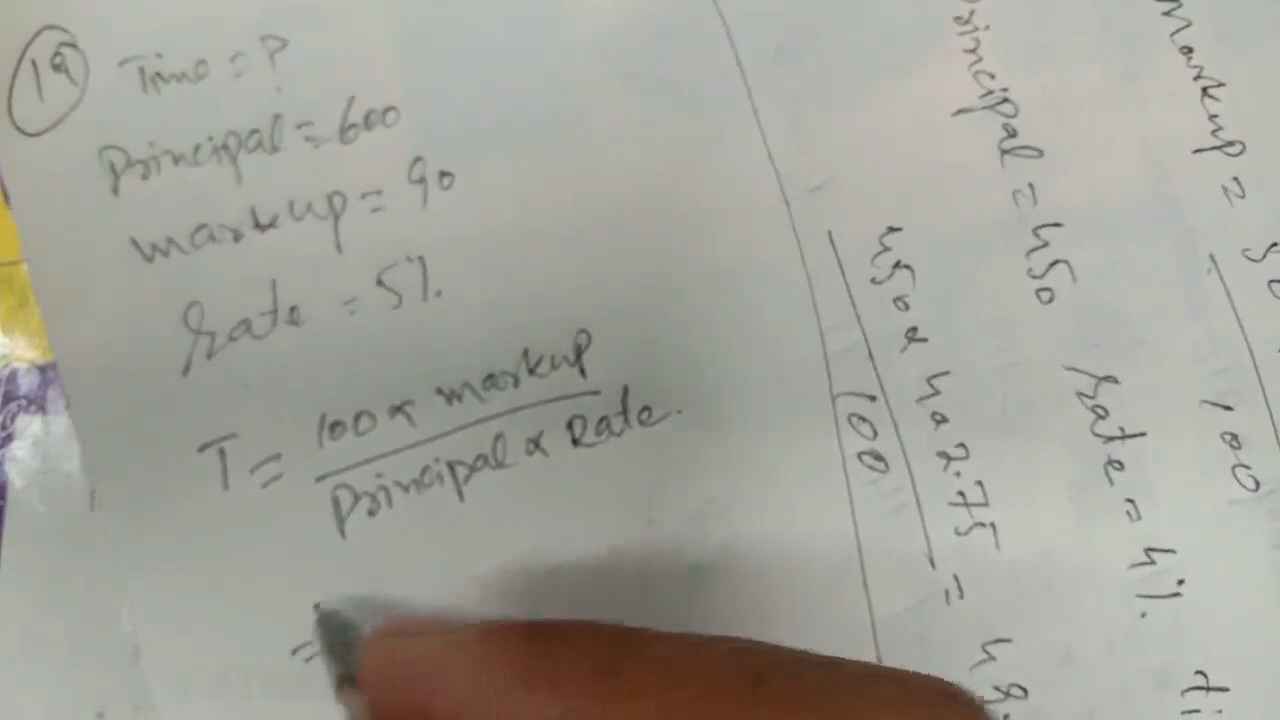 19
Time = ?
Principal = 600
markup = 90
rate = 5%.
T = 100 × markup
Principal × Rate.
=
markup =
100
Principal = 450 rate = 4%.
450 × 4 × 2.75 =
100